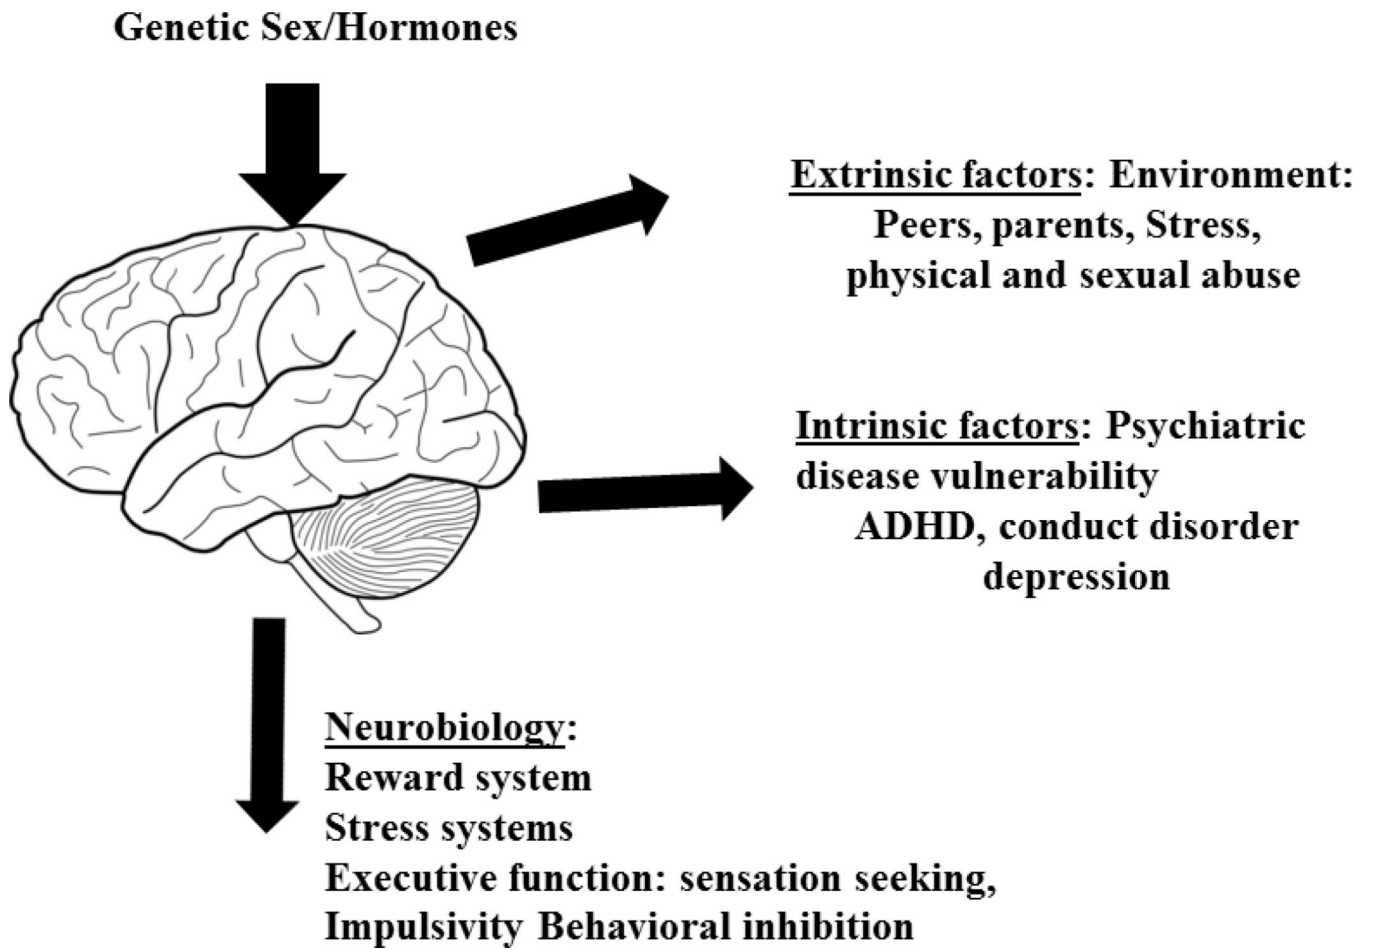 Genetic Sex/Hormones
Extrinsic factors: Environment:
Peers, parents, Stress,
physical and sexual abuse
Intrinsic factors: Psychiatric
disease vulnerability
ADHD, conduct disorder
depression
Neurobiology:
Reward system
Stress systems
Executive function: sensation seeking,
Impulsivity Behavioral inhibition